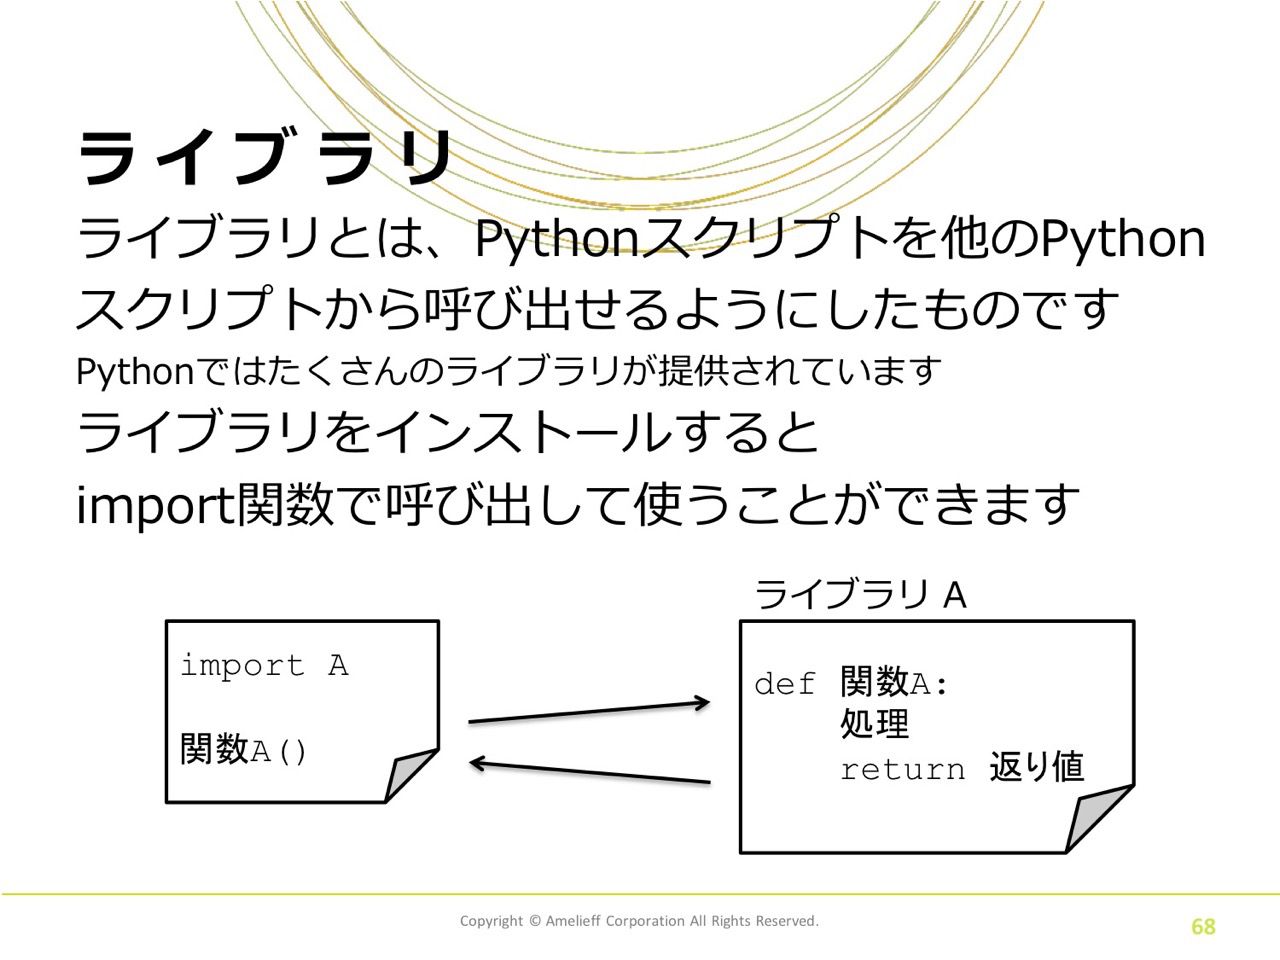 ライブラリ
ライブラリとは、Pythonスクリプトを他のPython
スクリプトから呼び出せるようにしたものです
Pythonではたくさんのライブラリが提供されています
ライブラリをインストールすると
import関数で呼び出して使うことができます
import A
関数A()
ライブラリ A
def 関数A:
処理
return 返り値
Copyright © Amelieff Corporation All Rights Reserved.
68